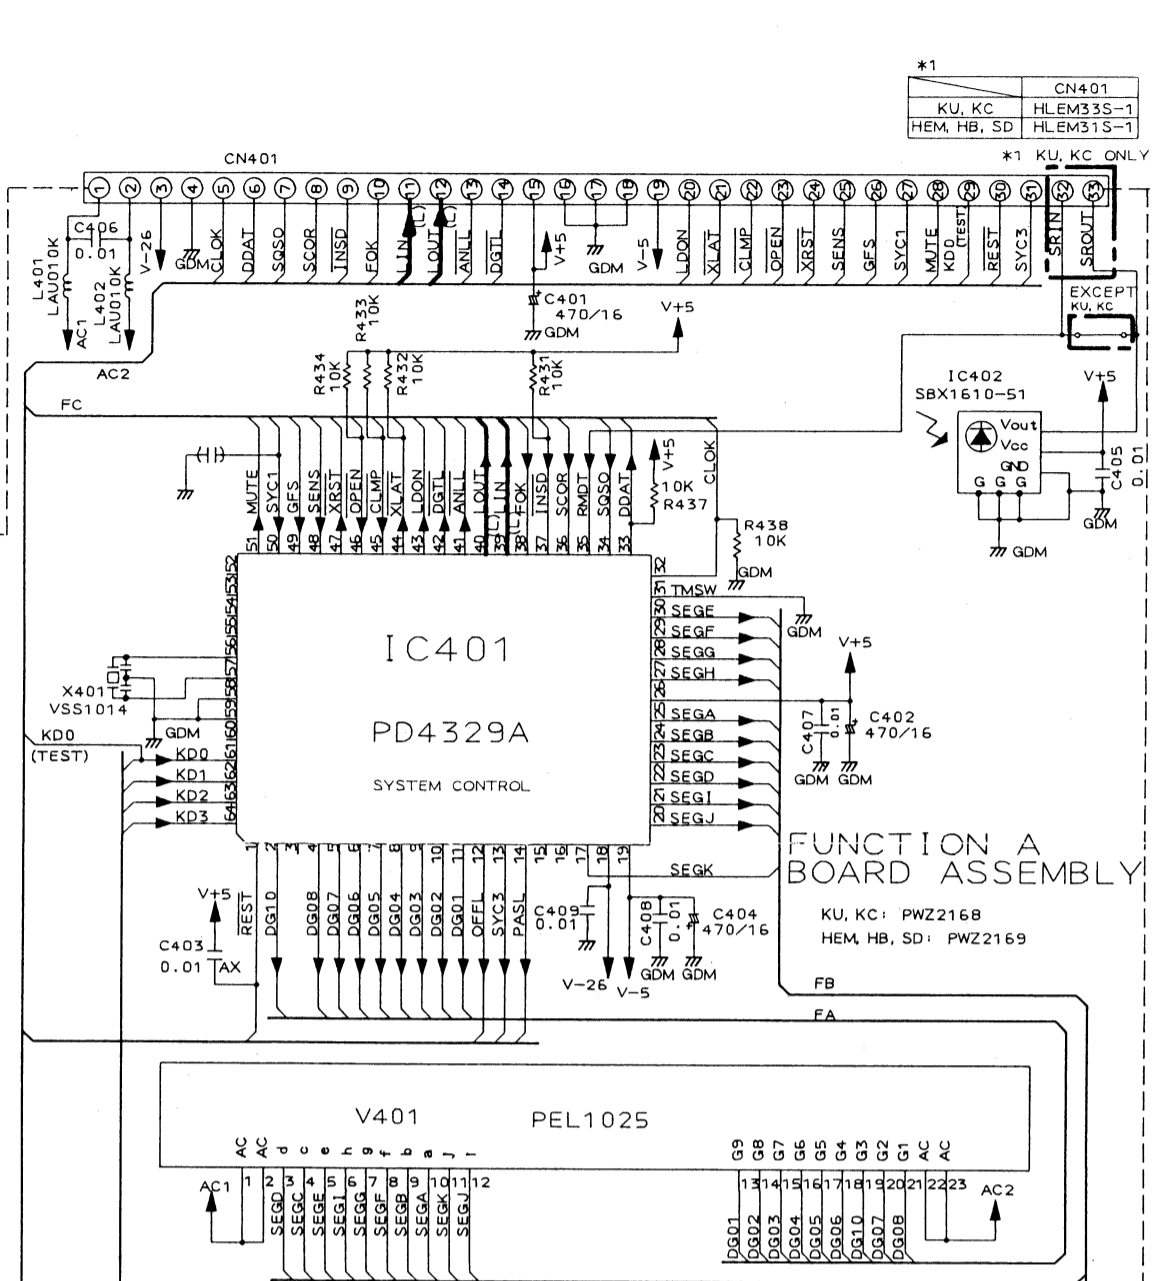 *1
CN401
KU, KC HLEM33S-1
HEM, HB, SD HLEM31S-1
*1 KU, KC ONLY
CN401
1 2 3 4 5 6 7 8 9 10 11 12 13 14 15 16 17 18 19 20 21 22 23 24 25 26 27 28 29 30 31 32 33
C406
0.01
L401
LAU010K
L402
LAU010K
AC1
AC2
V-26
GDM
CLOK
DDAT
SQSO
SCOR
INSD
FOK
LIN
(L)
LOUT
(L)
ANLL
DGTL
V+5
GDM
V-5
LDON
XLAT
CLMP
OPEN
XRST
SENS
GFS
SYC1
MUTE
KD0
(TEST)
REST
SYC3
SRIN
SROUT
C401
470/16
GDM
EXCEPT
KU, KC
R434
10K
R433
10K
R432
10K
R431
10K
V+5
FC
IC402
SBX1610-51
V+5
Vout
Vcc
GND
G G G
C405
0.01
GDM
GDM
MUTE
SYC1
GFS
SENS
XRST
OPEN
CLMP
XLAT
LDON
DGTL
ANLL
LOUT
(L)
LIN
(L)
FOK
INSD
SCOR
RMDT
SQSO
DDAT
V+5
10K
R437
CLOK
R438
10K
GDM
51 50 49 48 47 46 45 44 43 42 41 40 39 38 37 36 35 34 33
52
53
54
55
56
57
58
59
60
61
62
63
64
IC401
PD4329A
SYSTEM CONTROL
X401
VSS1014
GDM
KD0
(TEST)
KD0
KD1
KD2
KD3
32
31 TMSW
30 SEGE
29 SEGF
28 SEGG
27 SEGH
26
25 SEGA
24 SEGB
23 SEGC
22 SEGD
21 SEGI
20 SEGJ
GDM
V+5
C407
0.01
C402
470/16
GDM GDM
1 2 3 4 5 6 7 8 9 10 11 12 13 14 15 16 17 18 19
SEGK
FUNCTION A
BOARD ASSEMBLY
KU, KC: PWZ2168
HEM, HB, SD: PWZ2169
V+5
C403
0.01 AX
REST
DG10
DG08
DG07
DG06
DG05
DG04
DG03
DG02
DG01
OFFL
SYC3
PASL
C409
0.01
C408
0.01
C404
470/16
GDM GDM
V-26
V-5
FB
FA
V401 PEL1025
AC AC d c e h g f b a J I
G9 G8 G7 G6 G5 G4 G3 G2 G1 AC AC
1 2 3 4 5 6 7 8 9 10 11 12
13 14 15 16 17 18 19 20 21 22 23
AC1
SEGD
SEGC
SEGE
SEGI
SEGG
SEGF
SEGB
SEGA
SEGK
SEGJ
DG01
DG02
DG03
DG04
DG05
DG06
DG10
DG07
DG08
AC2